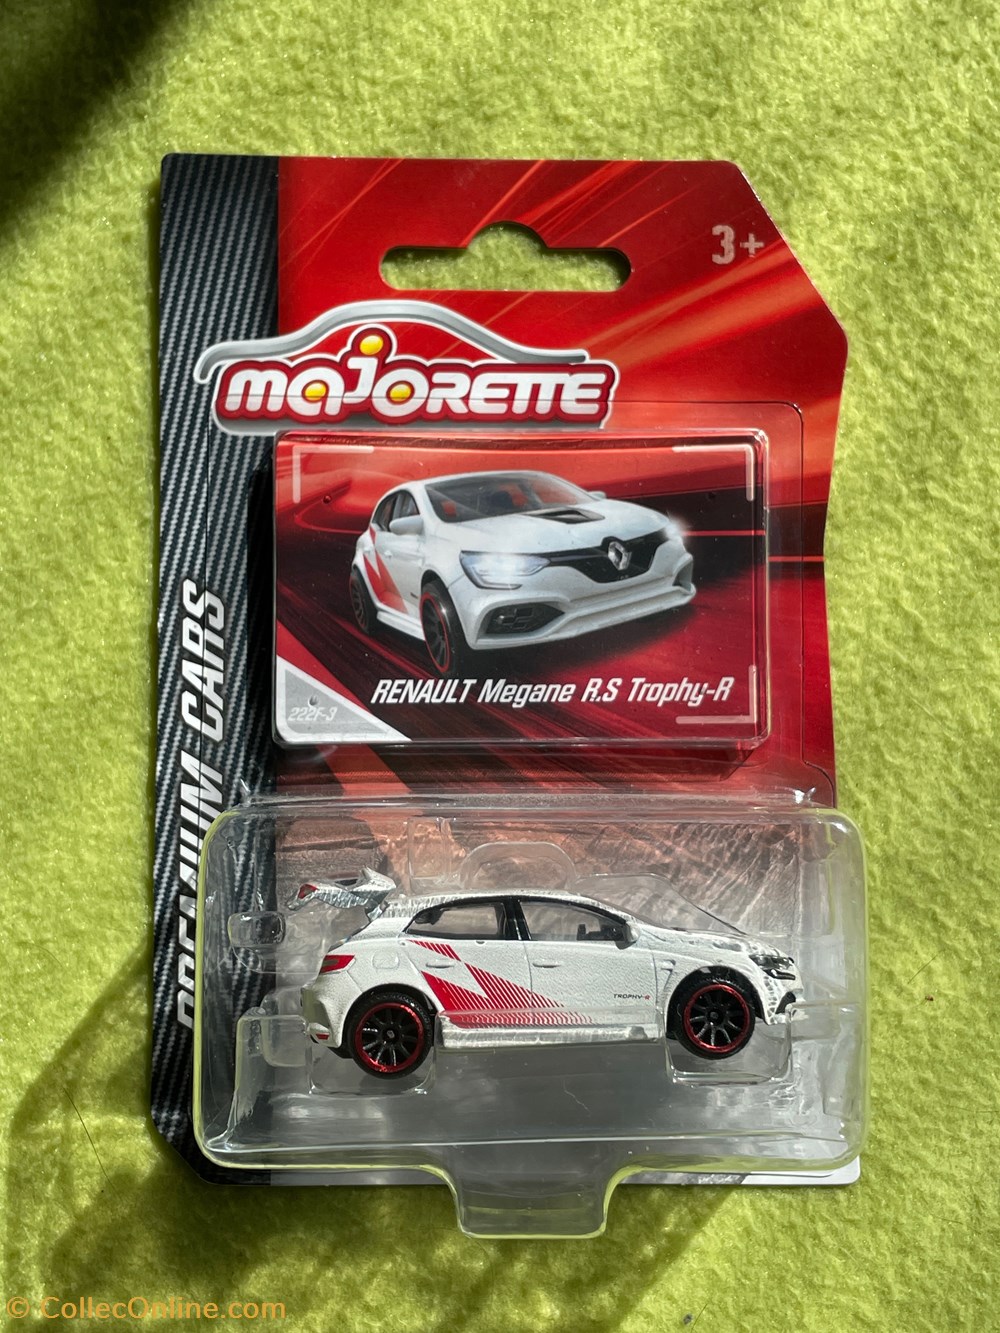 3+
majorette
RENAULT Megane R.S Trophy-R
222F-3
PREMIUM CARS
TROPHY-R
© CollecOnline.com